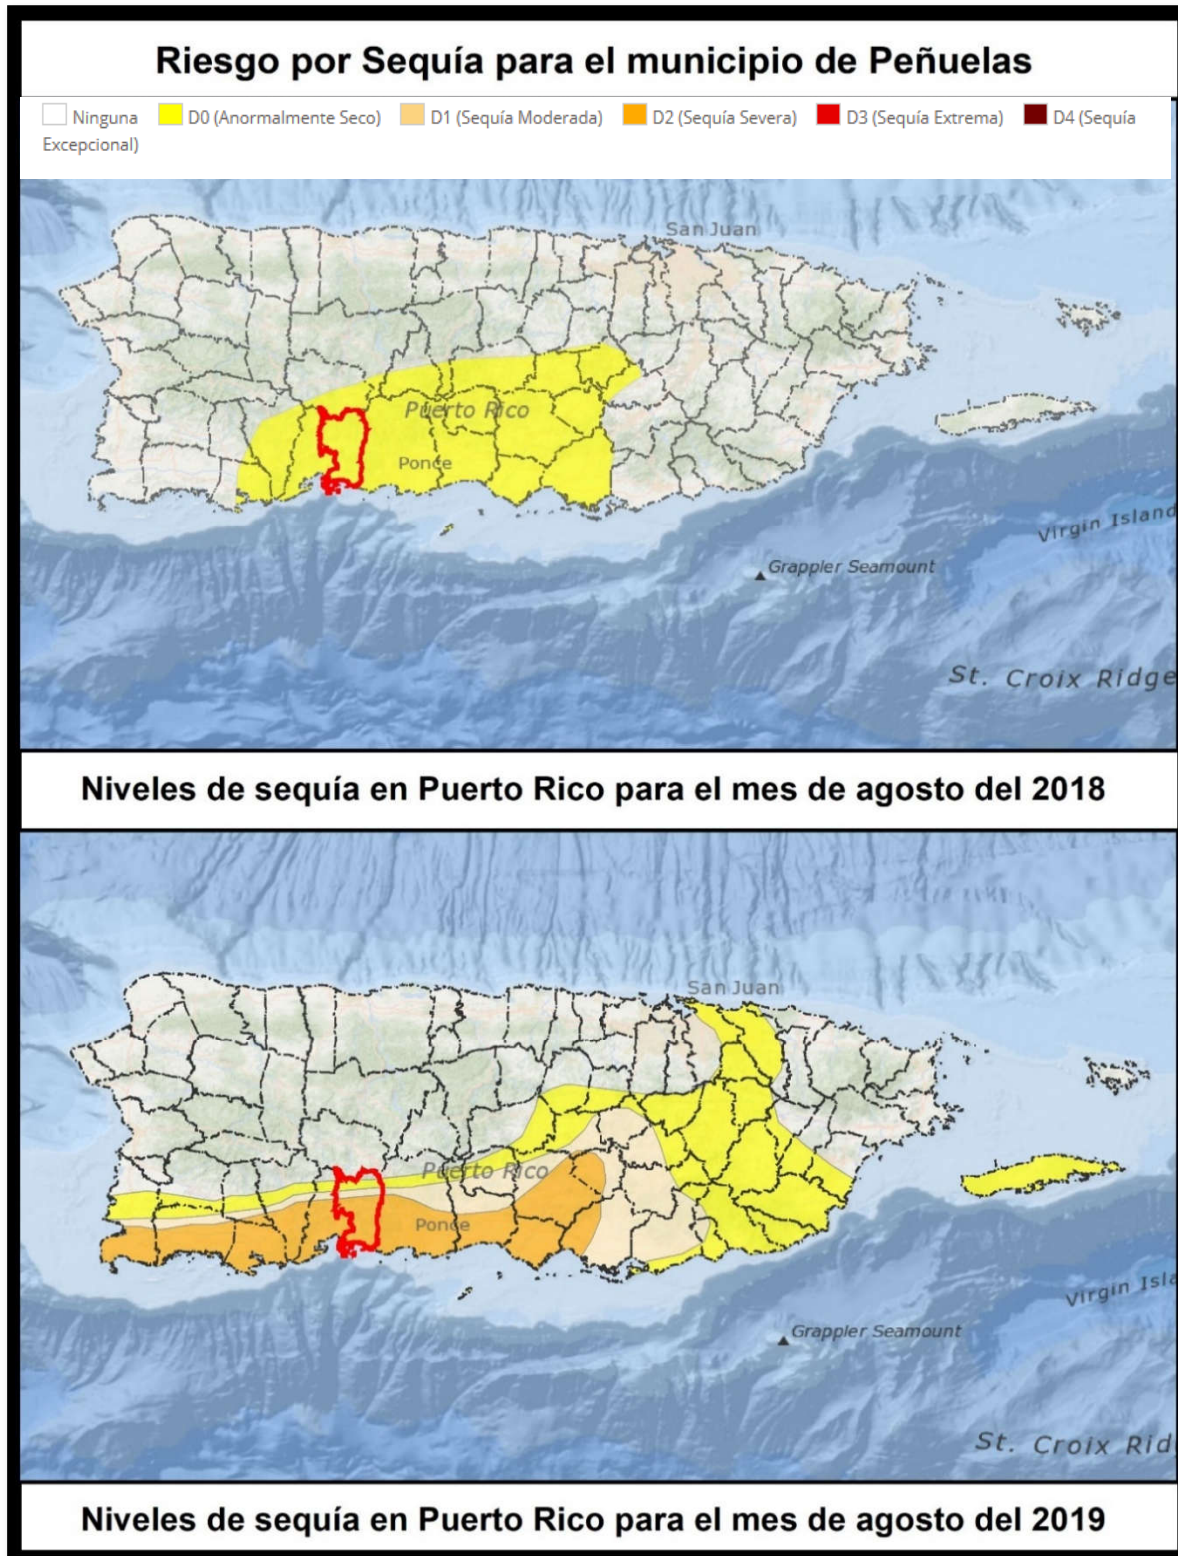 Riesgo por Sequía para el municipio de Peñuelas
Ninguna D0 (Anormalmente Seco) D1 (Sequía Moderada) D2 (Sequía Severa) D3 (Sequía Extrema) D4 (Sequía
Excepcional)
San Juan
Puerto Rico
Ponce
Virgin Island
Grappler Seamount
St. Croix Ridge
Niveles de sequía en Puerto Rico para el mes de agosto del 2018
San Juan
Puerto Rico
Ponce
Virgin Isla
Grappler Seamount
St. Croix Rid
Niveles de sequía en Puerto Rico para el mes de agosto del 2019